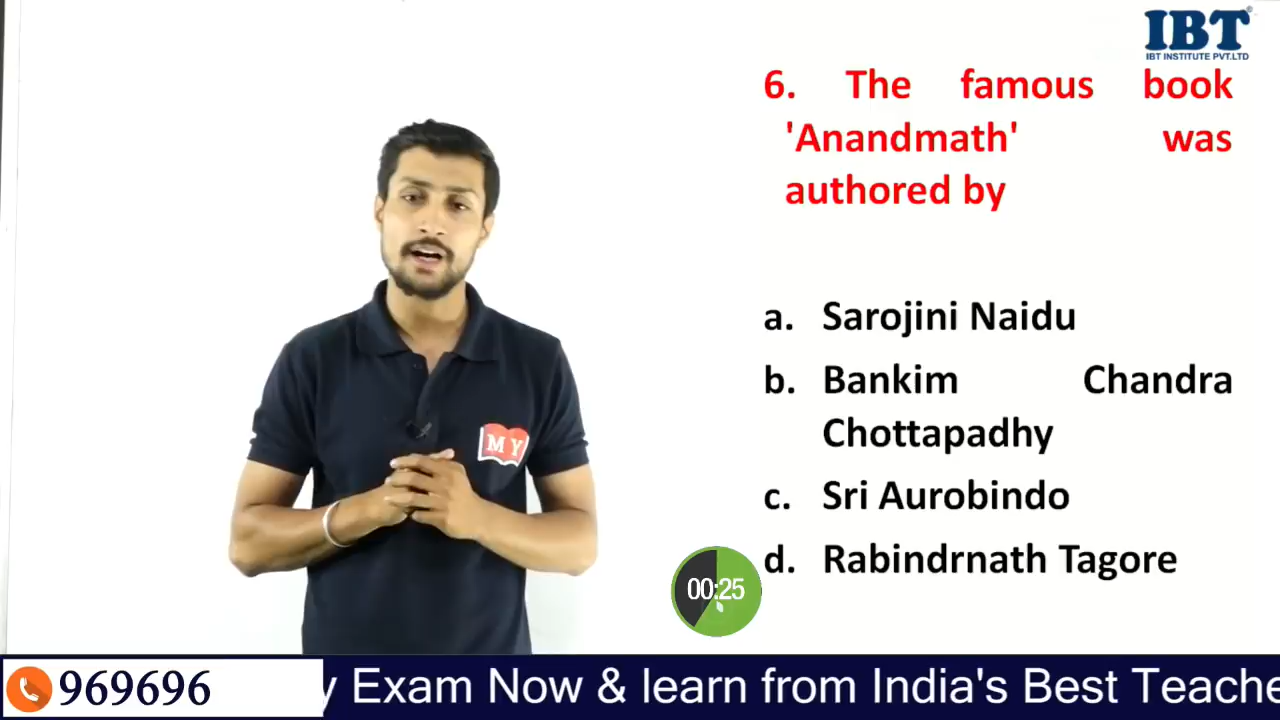 IBT
IBT INSTITUTE PVT.LTD
6. The famous book
'Anandmath' was
authored by
a. Sarojini Naidu
b. Bankim Chandra
Chottapadhy
c. Sri Aurobindo
d. Rabindrnath Tagore
M Y
00:25
969696
y Exam Now & learn from India's Best Teache